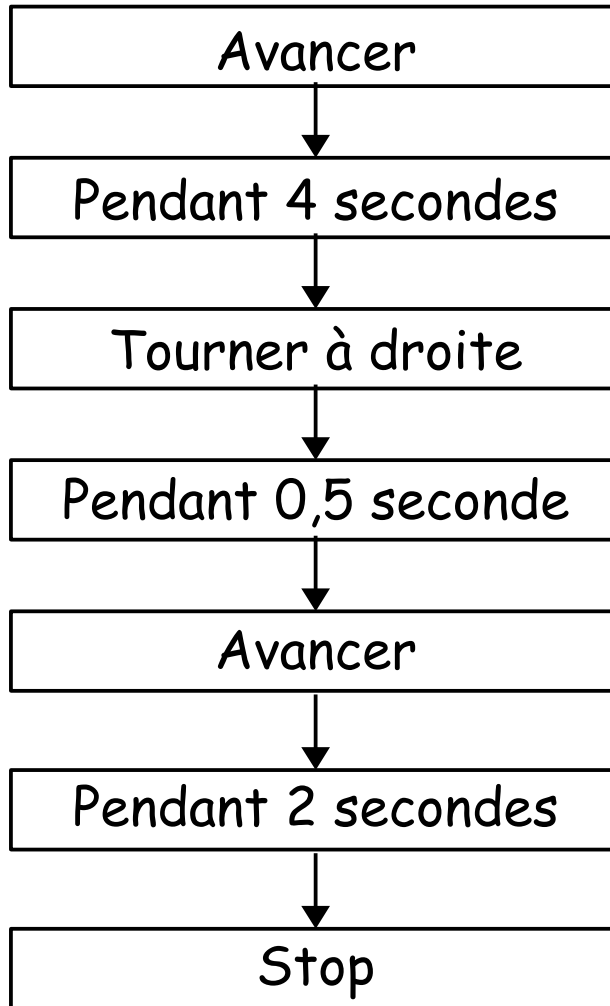 Avancer
Pendant 4 secondes
Tourner à droite
Pendant 0,5 seconde
Avancer
Pendant 2 secondes
Stop